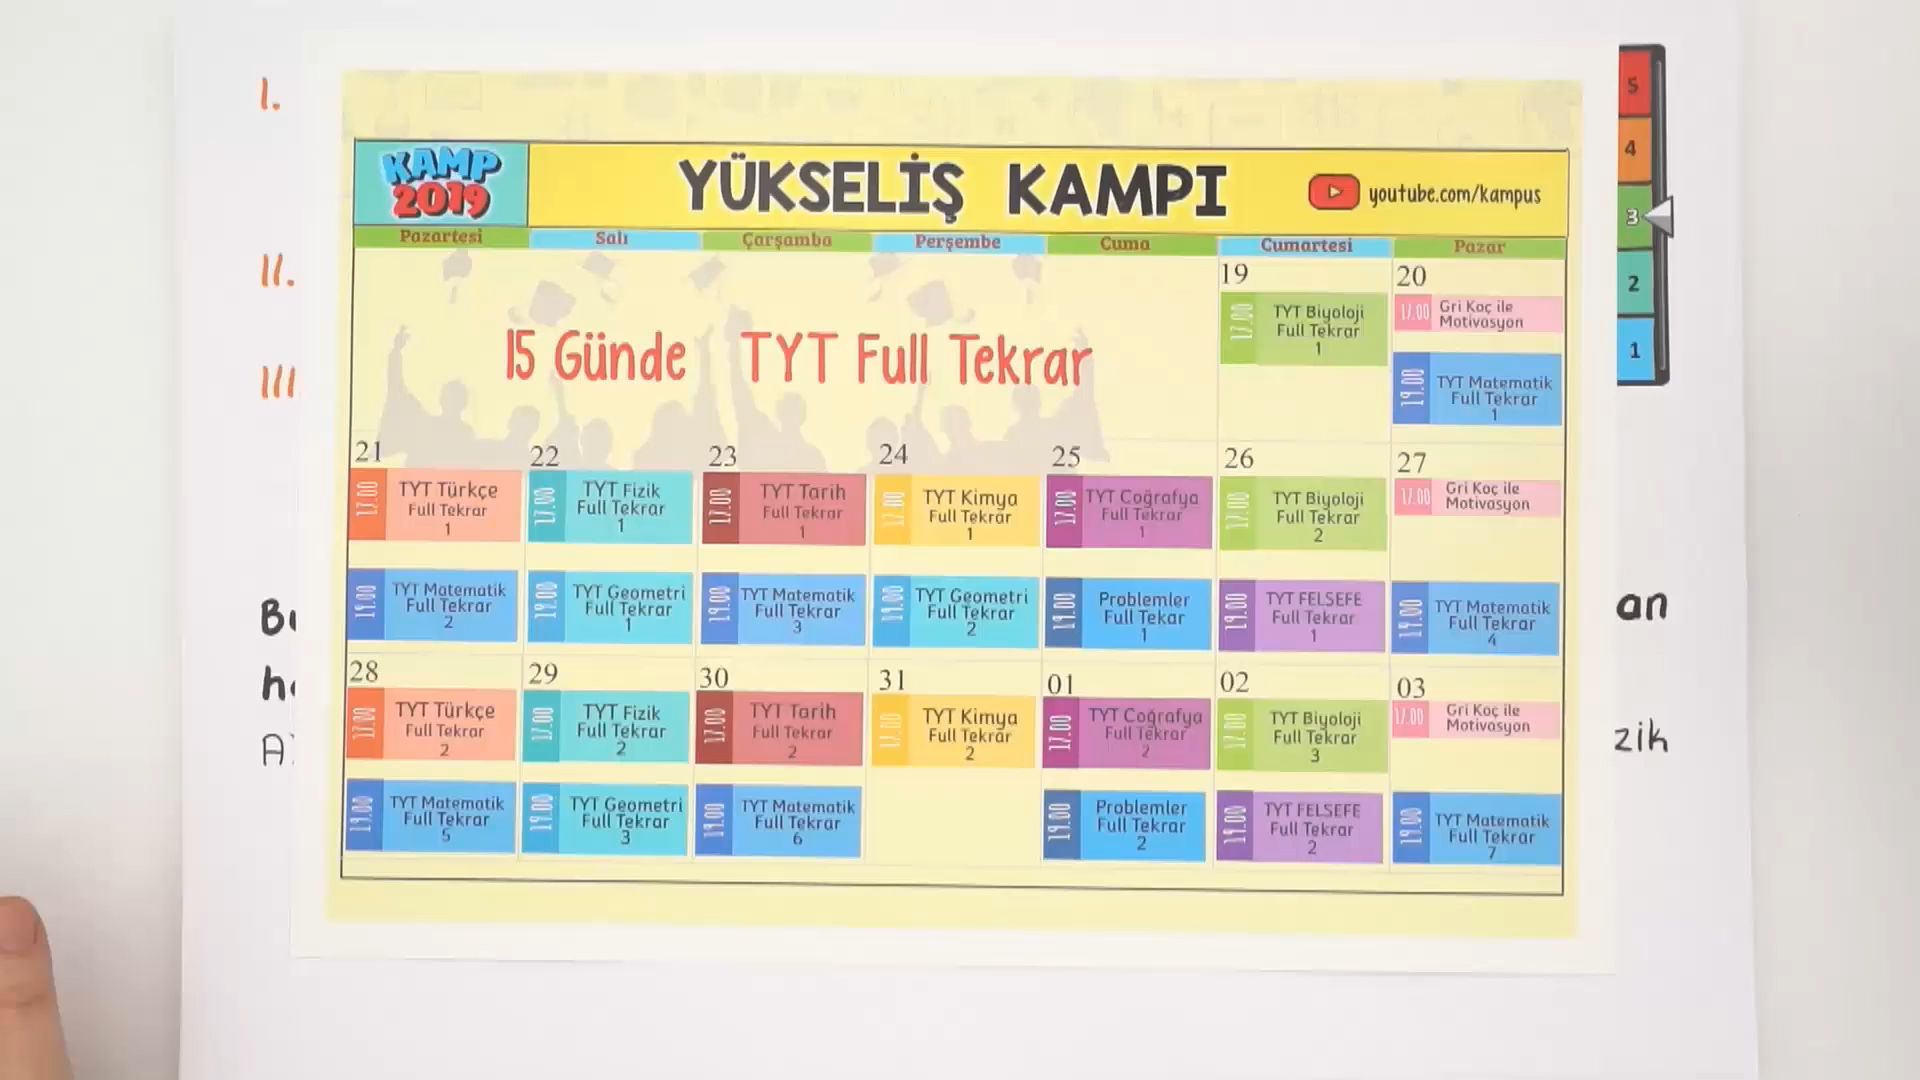 I.
II.
III
KAMP
2019
YÜKSELİŞ KAMPI
youtube.com/kampus
Pazartesi Salı Çarşamba Perşembe Cuma Cumartesi Pazar
15 Günde TYT Full Tekrar
19
17.00
TYT Biyoloji
Full Tekrar
1
20
17.00
Gri Koç ile
Motivasyon
19.00
TYT Matematik
Full Tekrar
1
21
17.00
TYT Türkçe
Full Tekrar
1
19.00
TYT Matematik
Full Tekrar
2
22
17.00
TYT Fizik
Full Tekrar
1
19.00
TYT Geometri
Full Tekrar
1
23
17.00
TYT Tarih
Full Tekrar
1
19.00
TYT Matematik
Full Tekrar
3
24
17.00
TYT Kimya
Full Tekrar
1
19.00
TYT Geometri
Full Tekrar
2
25
17.00
TYT Coğrafya
Full Tekrar
1
19.00
Problemler
Full Tekar
1
26
17.00
TYT Biyoloji
Full Tekrar
2
19.00
TYT FELSEFE
Full Tekrar
1
27
17.00
Gri Koç ile
Motivasyon
19.00
TYT Matematik
Full Tekrar
4
28
17.00
TYT Türkçe
Full Tekrar
2
19.00
TYT Matematik
Full Tekrar
5
29
17.00
TYT Fizik
Full Tekrar
2
19.00
TYT Geometri
Full Tekrar
3
30
17.00
TYT Tarih
Full Tekrar
2
19.00
TYT Matematik
Full Tekrar
6
31
17.00
TYT Kimya
Full Tekrar
2
01
17.00
TYT Coğrafya
Full Tekrar
2
19.00
Problemler
Full Tekrar
2
02
17.00
TYT Biyoloji
Full Tekrar
3
19.00
TYT FELSEFE
Full Tekrar
2
03
17.00
Gri Koç ile
Motivasyon
19.00
TYT Matematik
Full Tekrar
7
5
4
3
2
1
an
zik